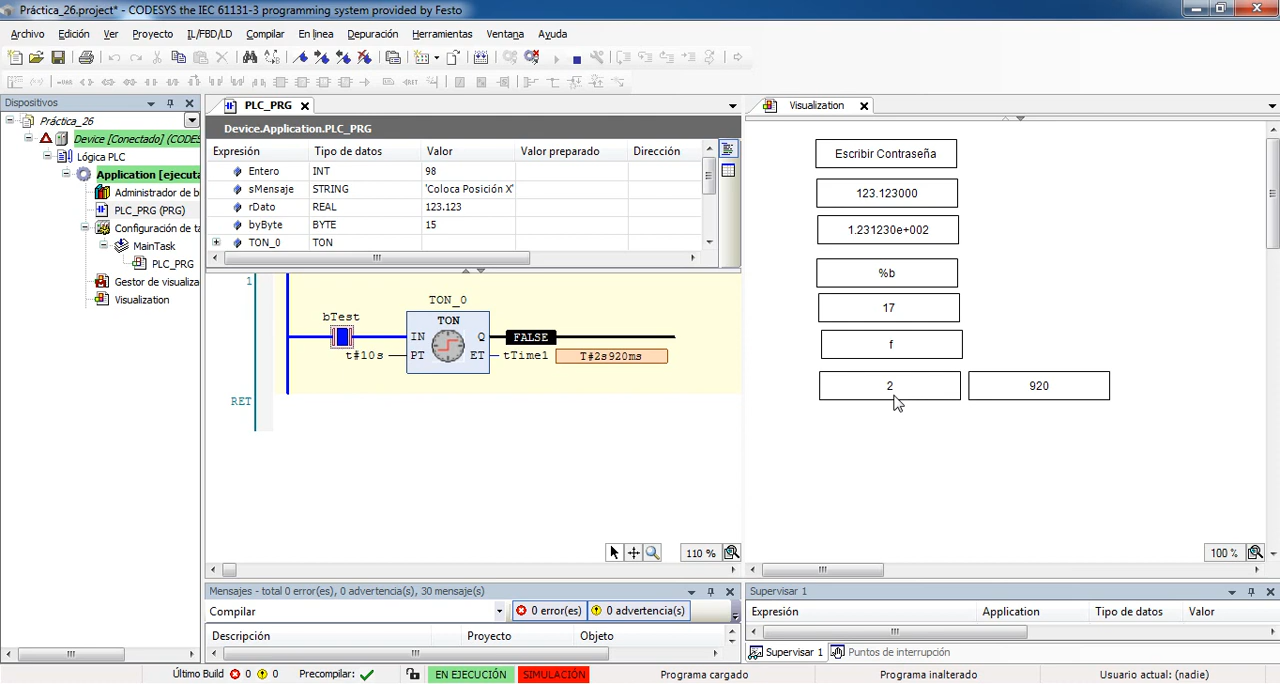 Práctica_26.project* - CODESYS the IEC 61131-3 programming system provided by Festo
Archivo Edición Ver Proyecto IL/FBD/LD Compilar En línea Depuración Herramientas Ventana Ayuda
Dispositivos
Práctica_26
Device [Conectado] (CODES
Lógica PLC
Application [ejecuta
Administrador de b
PLC_PRG (PRG)
Configuración de ta
MainTask
PLC_PRG
Gestor de visualiza
Visualization
PLC_PRG
Device.Application.PLC_PRG
Expresión Tipo de datos Valor Valor preparado Dirección
Entero INT 98
sMensaje STRING 'Coloca Posición X'
rDato REAL 123.123
byByte BYTE 15
TON_0 TON
1
bTest
TON_0
TON
IN Q FALSE
t#10s PT ET tTime1 T#2s920ms
RET
110 %
Visualization
Escribir Contraseña
123.123000
1.231230e+002
%b
17
f
2 920
100 %
Mensajes - total 0 error(es), 0 advertencia(s), 30 mensaje(s)
Compilar 0 error(es) 0 advertencia(s)
Descripción Proyecto Objeto
Supervisar 1
Expresión Application Tipo de datos Valor
Supervisar 1 Puntos de interrupción
Último Build 0 0 Precompilar: EN EJECUCIÓN SIMULACIÓN Programa cargado Programa inalterado Usuario actual: (nadie)